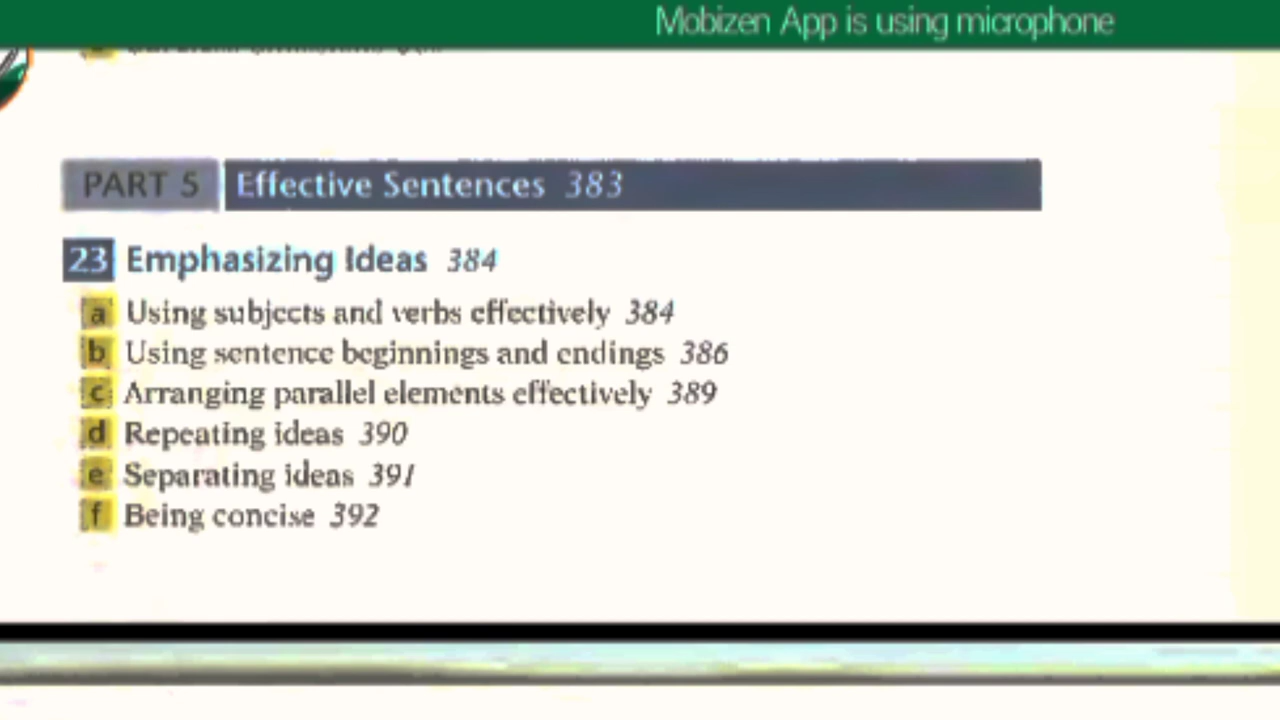 Mobizen App is using microphone
PART 5 Effective Sentences 383
23 Emphasizing Ideas 384
a Using subjects and verbs effectively 384
b Using sentence beginnings and endings 386
c Arranging parallel elements effectively 389
d Repeating ideas 390
e Separating ideas 391
f Being concise 392